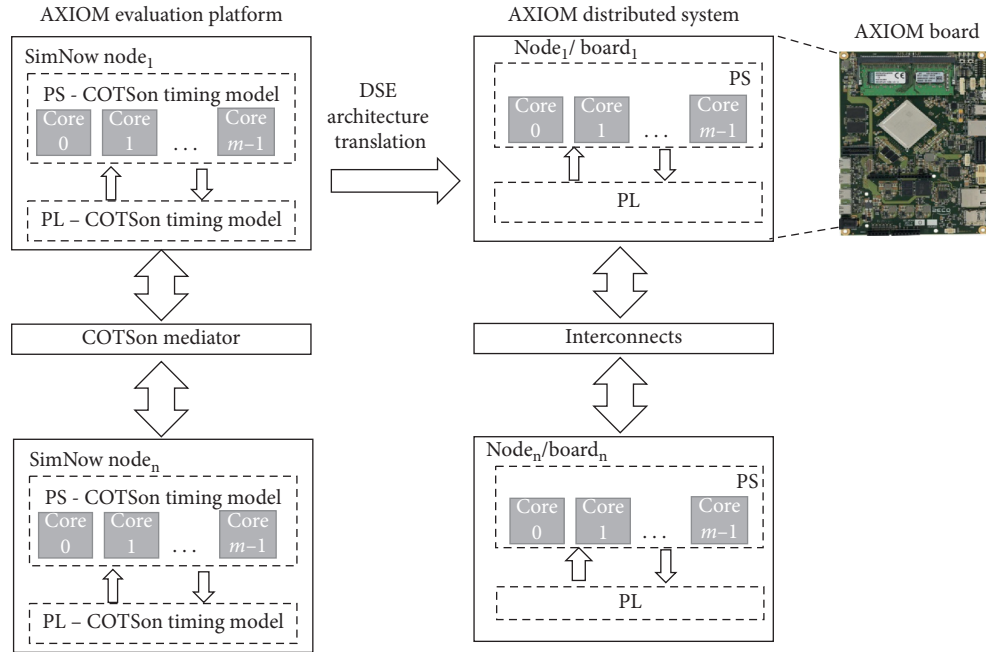 AXIOM evaluation platform
SimNow node₁
PS - COTSon timing model
Core
0
Core
1
. . .
Core
m–1
PL – COTSon timing model
COTSon mediator
SimNow nodeₙ
PS - COTSon timing model
Core
0
Core
1
. . .
Core
m–1
PL – COTSon timing model
DSE
architecture
translation
AXIOM distributed system
Node₁/ board₁
PS
Core
0
Core
1
. . .
Core
m–1
PL
Interconnects
Nodeₙ/boardₙ
PS
Core
0
Core
1
. . .
Core
m–1
PL
AXIOM board